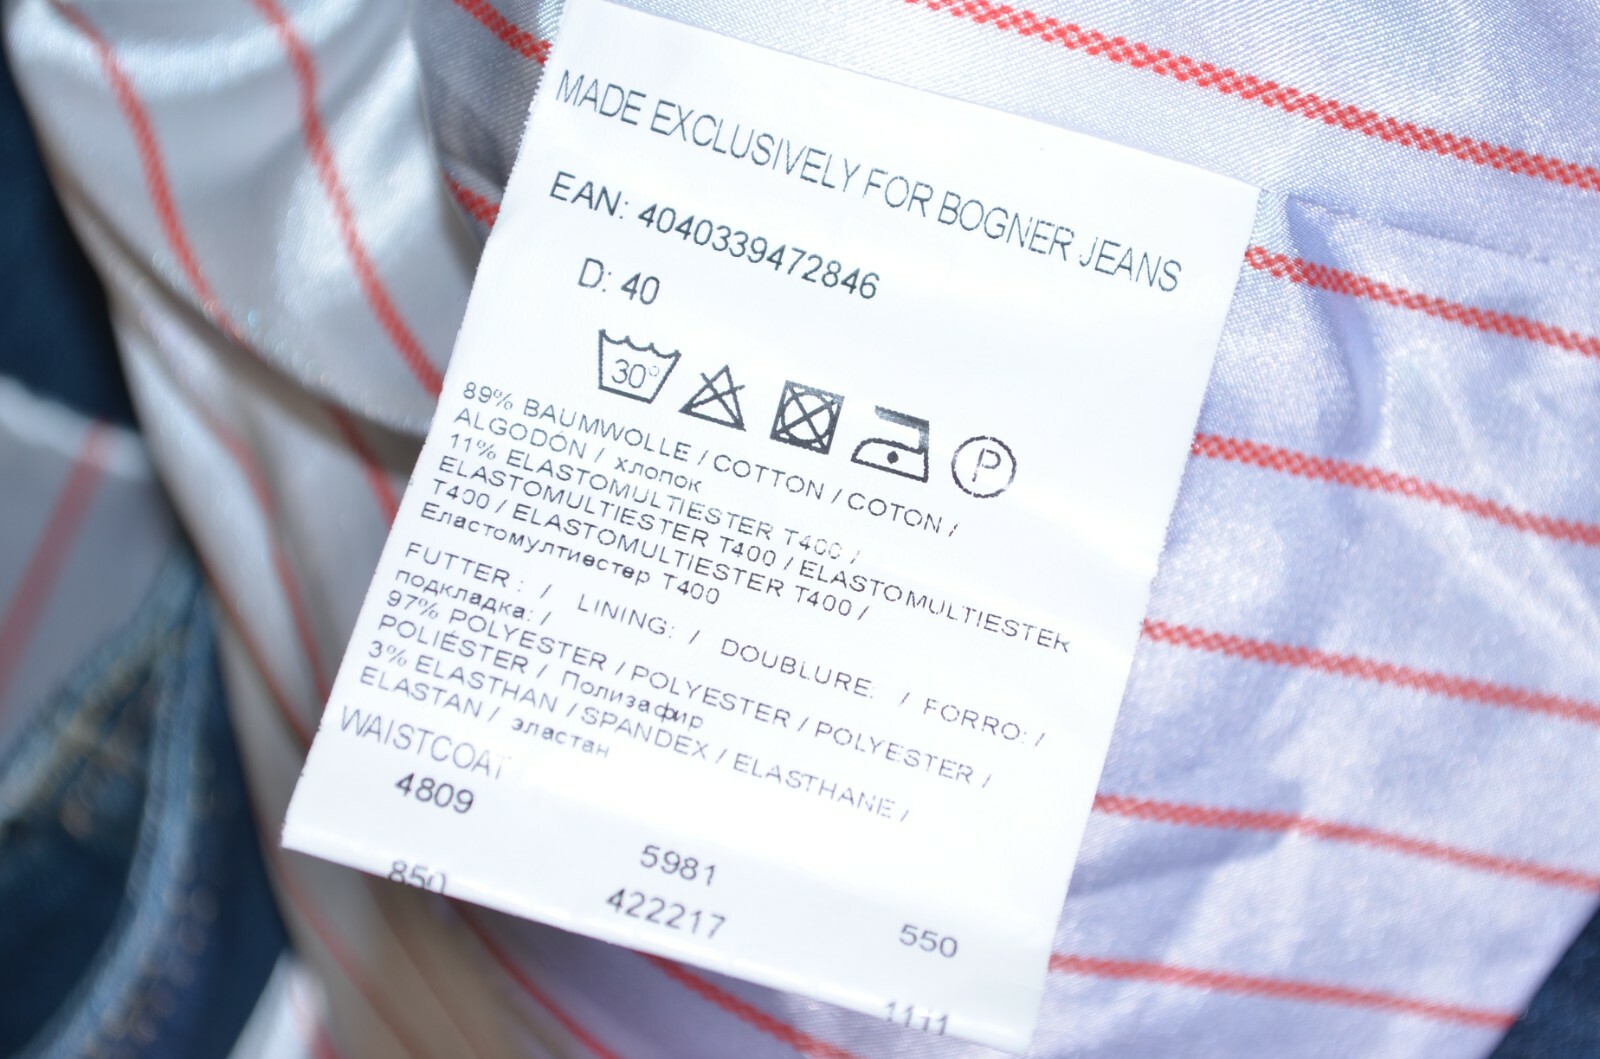 MADE EXCLUSIVELY FOR BOGNER JEANS
EAN: 4040339472846
D: 40
30°
P
89% BAUMWOLLE / COTTON / COTON /
ALGODÓN / хлопок
11% ELASTOMULTIESTER T400 /
ELASTOMULTIESTER T400 / ELASTOMULTIESTER
T400 / ELASTOMULTIESTER T400 /
Еластомултиестер T400
FUTTER : / LINING: / DOUBLURE: / FORRO: /
подкладка: /
97% POLYESTER / POLYESTER / POLYESTER /
POLIÉSTER / Полизафир
3% ELASTHAN / SPANDEX / ELASTHANE /
ELASTAN / эластан
WAISTCOAT
4809
5981
850
422217
550
1111